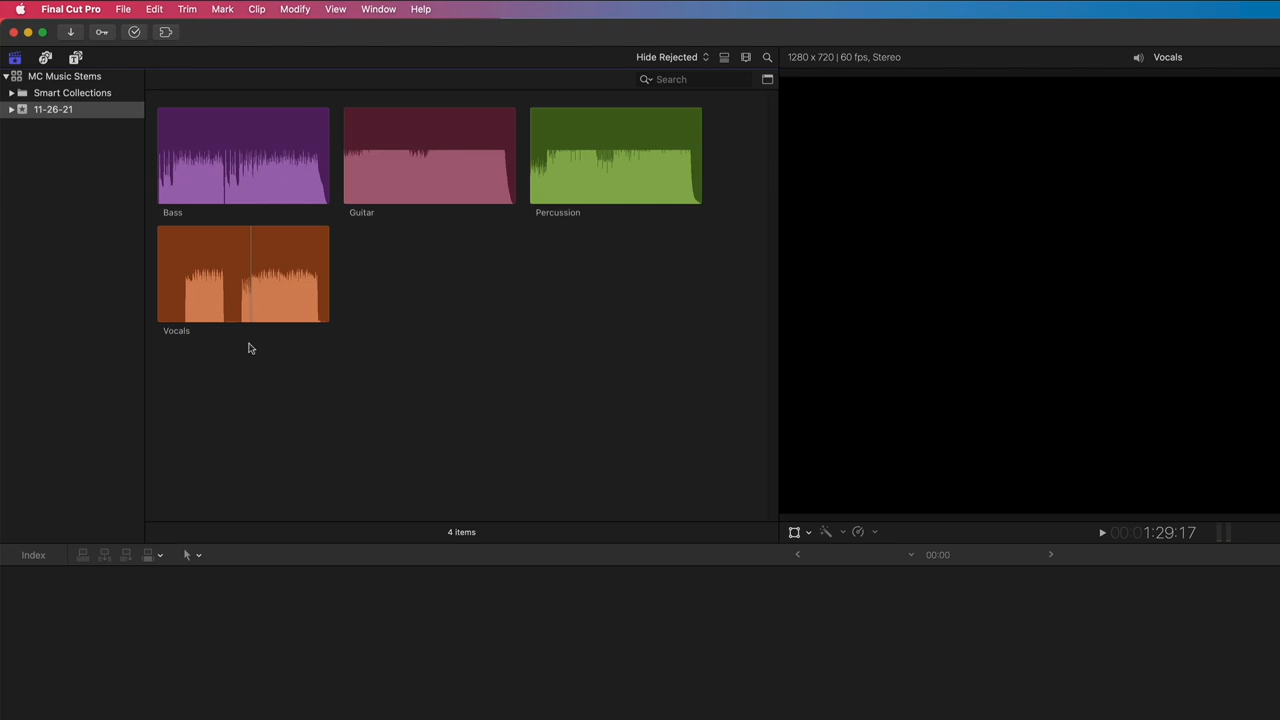 Final Cut Pro File Edit Trim Mark Clip Modify View Window Help
Hide Rejected
1280 x 720 | 60 fps, Stereo
Vocals
MC Music Stems
Search
Smart Collections
11-26-21
Bass
Guitar
Percussion
Vocals
4 items
00:01:29:17
Index
00:00